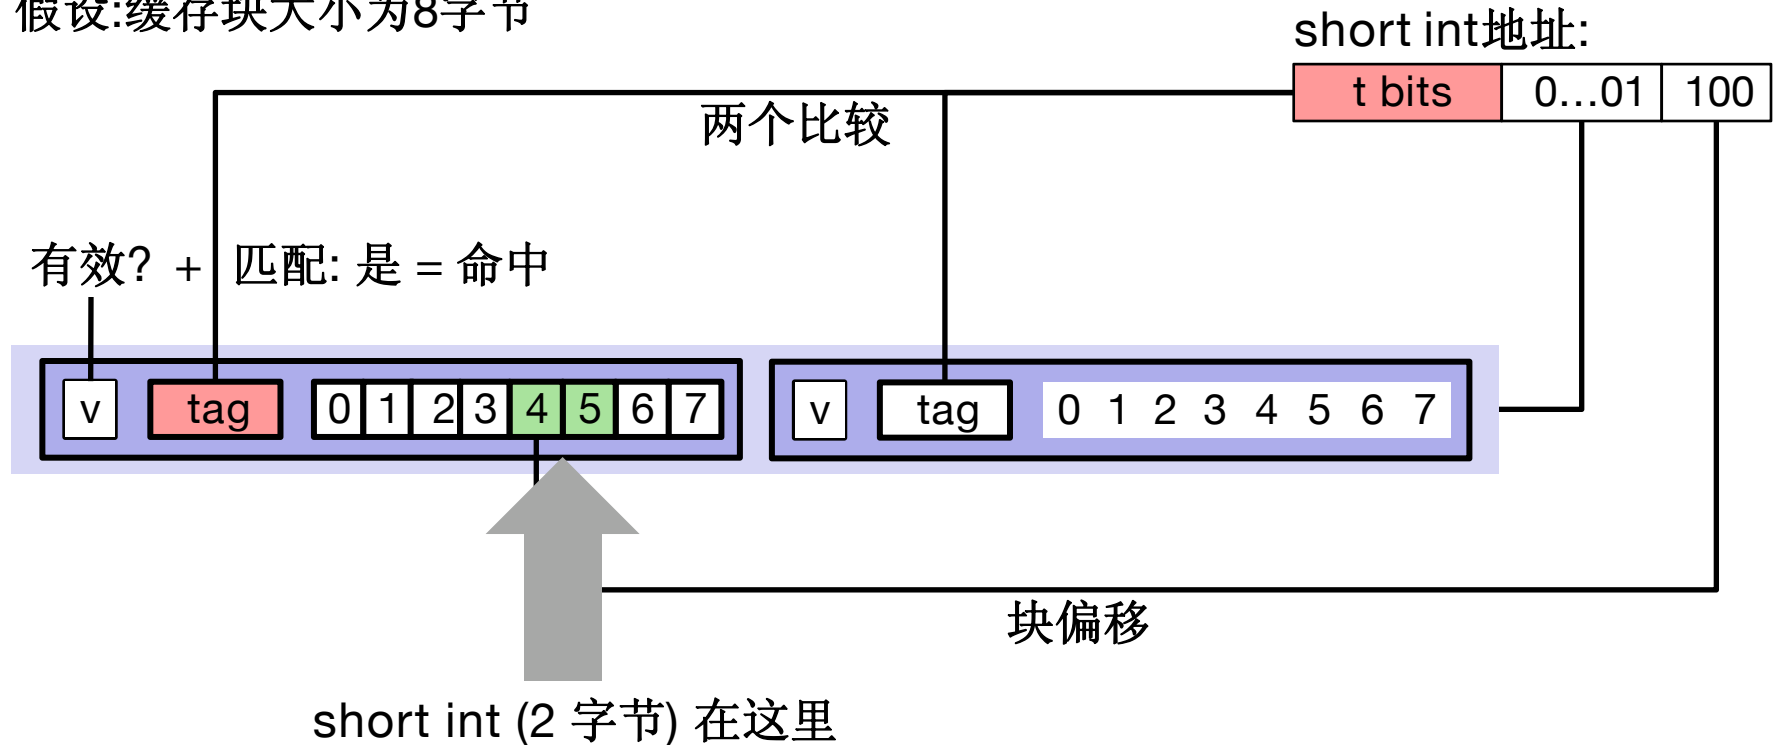 假设:缓存块大小为8字节
short int地址:
t bits 0...01 100
两个比较
有效? + 匹配: 是 = 命中
v tag 0 1 2 3 4 5 6 7 v tag 0 1 2 3 4 5 6 7
块偏移
short int (2 字节) 在这里